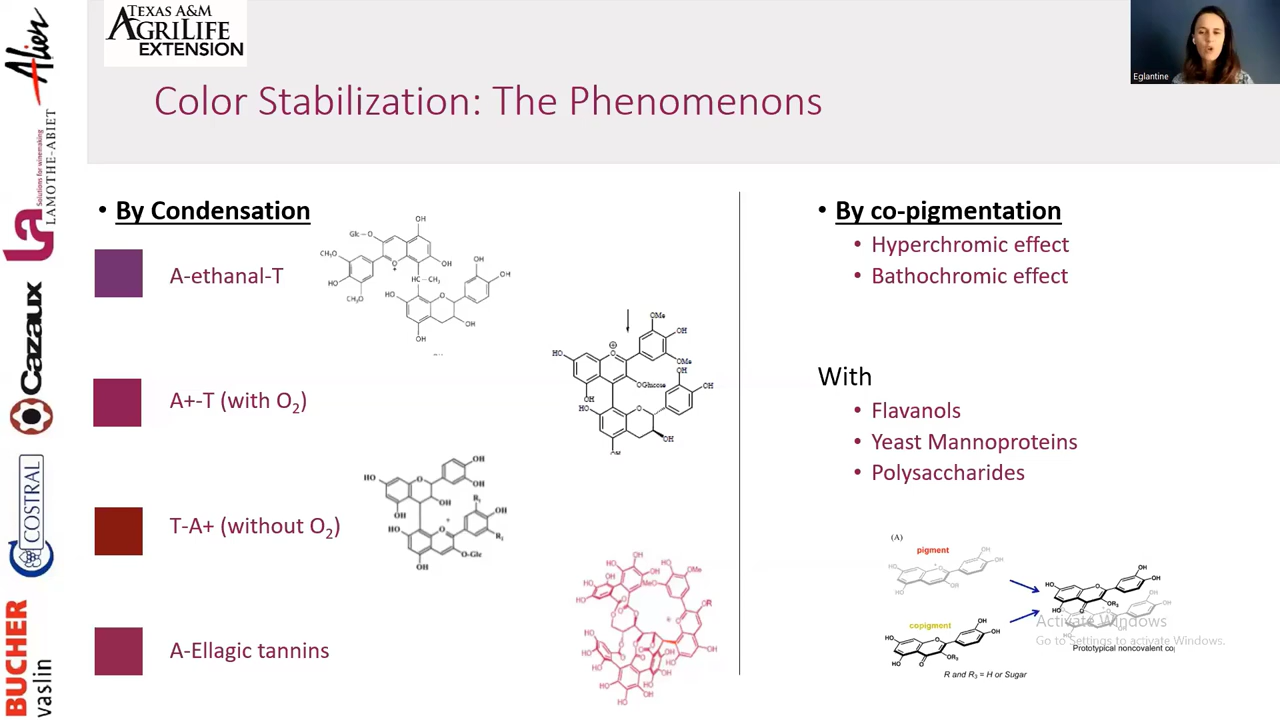 TEXAS A&M
AGRILIFE
EXTENSION
Eglantine
Alien
Solutions for winemaking
LAMOTHE-ABIET
Cazaux
COSTRAL
BUCHER
vaslin
Color Stabilization: The Phenomenons
• By Condensation
A-ethanal-T
A+-T (with O2)
T-A+ (without O2)
A-Ellagic tannins
• By co-pigmentation
• Hyperchromic effect
• Bathochromic effect
With
• Flavanols
• Yeast Mannoproteins
• Polysaccharides
(A)
pigment
copigment
R and R3 = H or Sugar
Activate Windows
Go to Settings to activate Windows.
Prototypical noncovalent